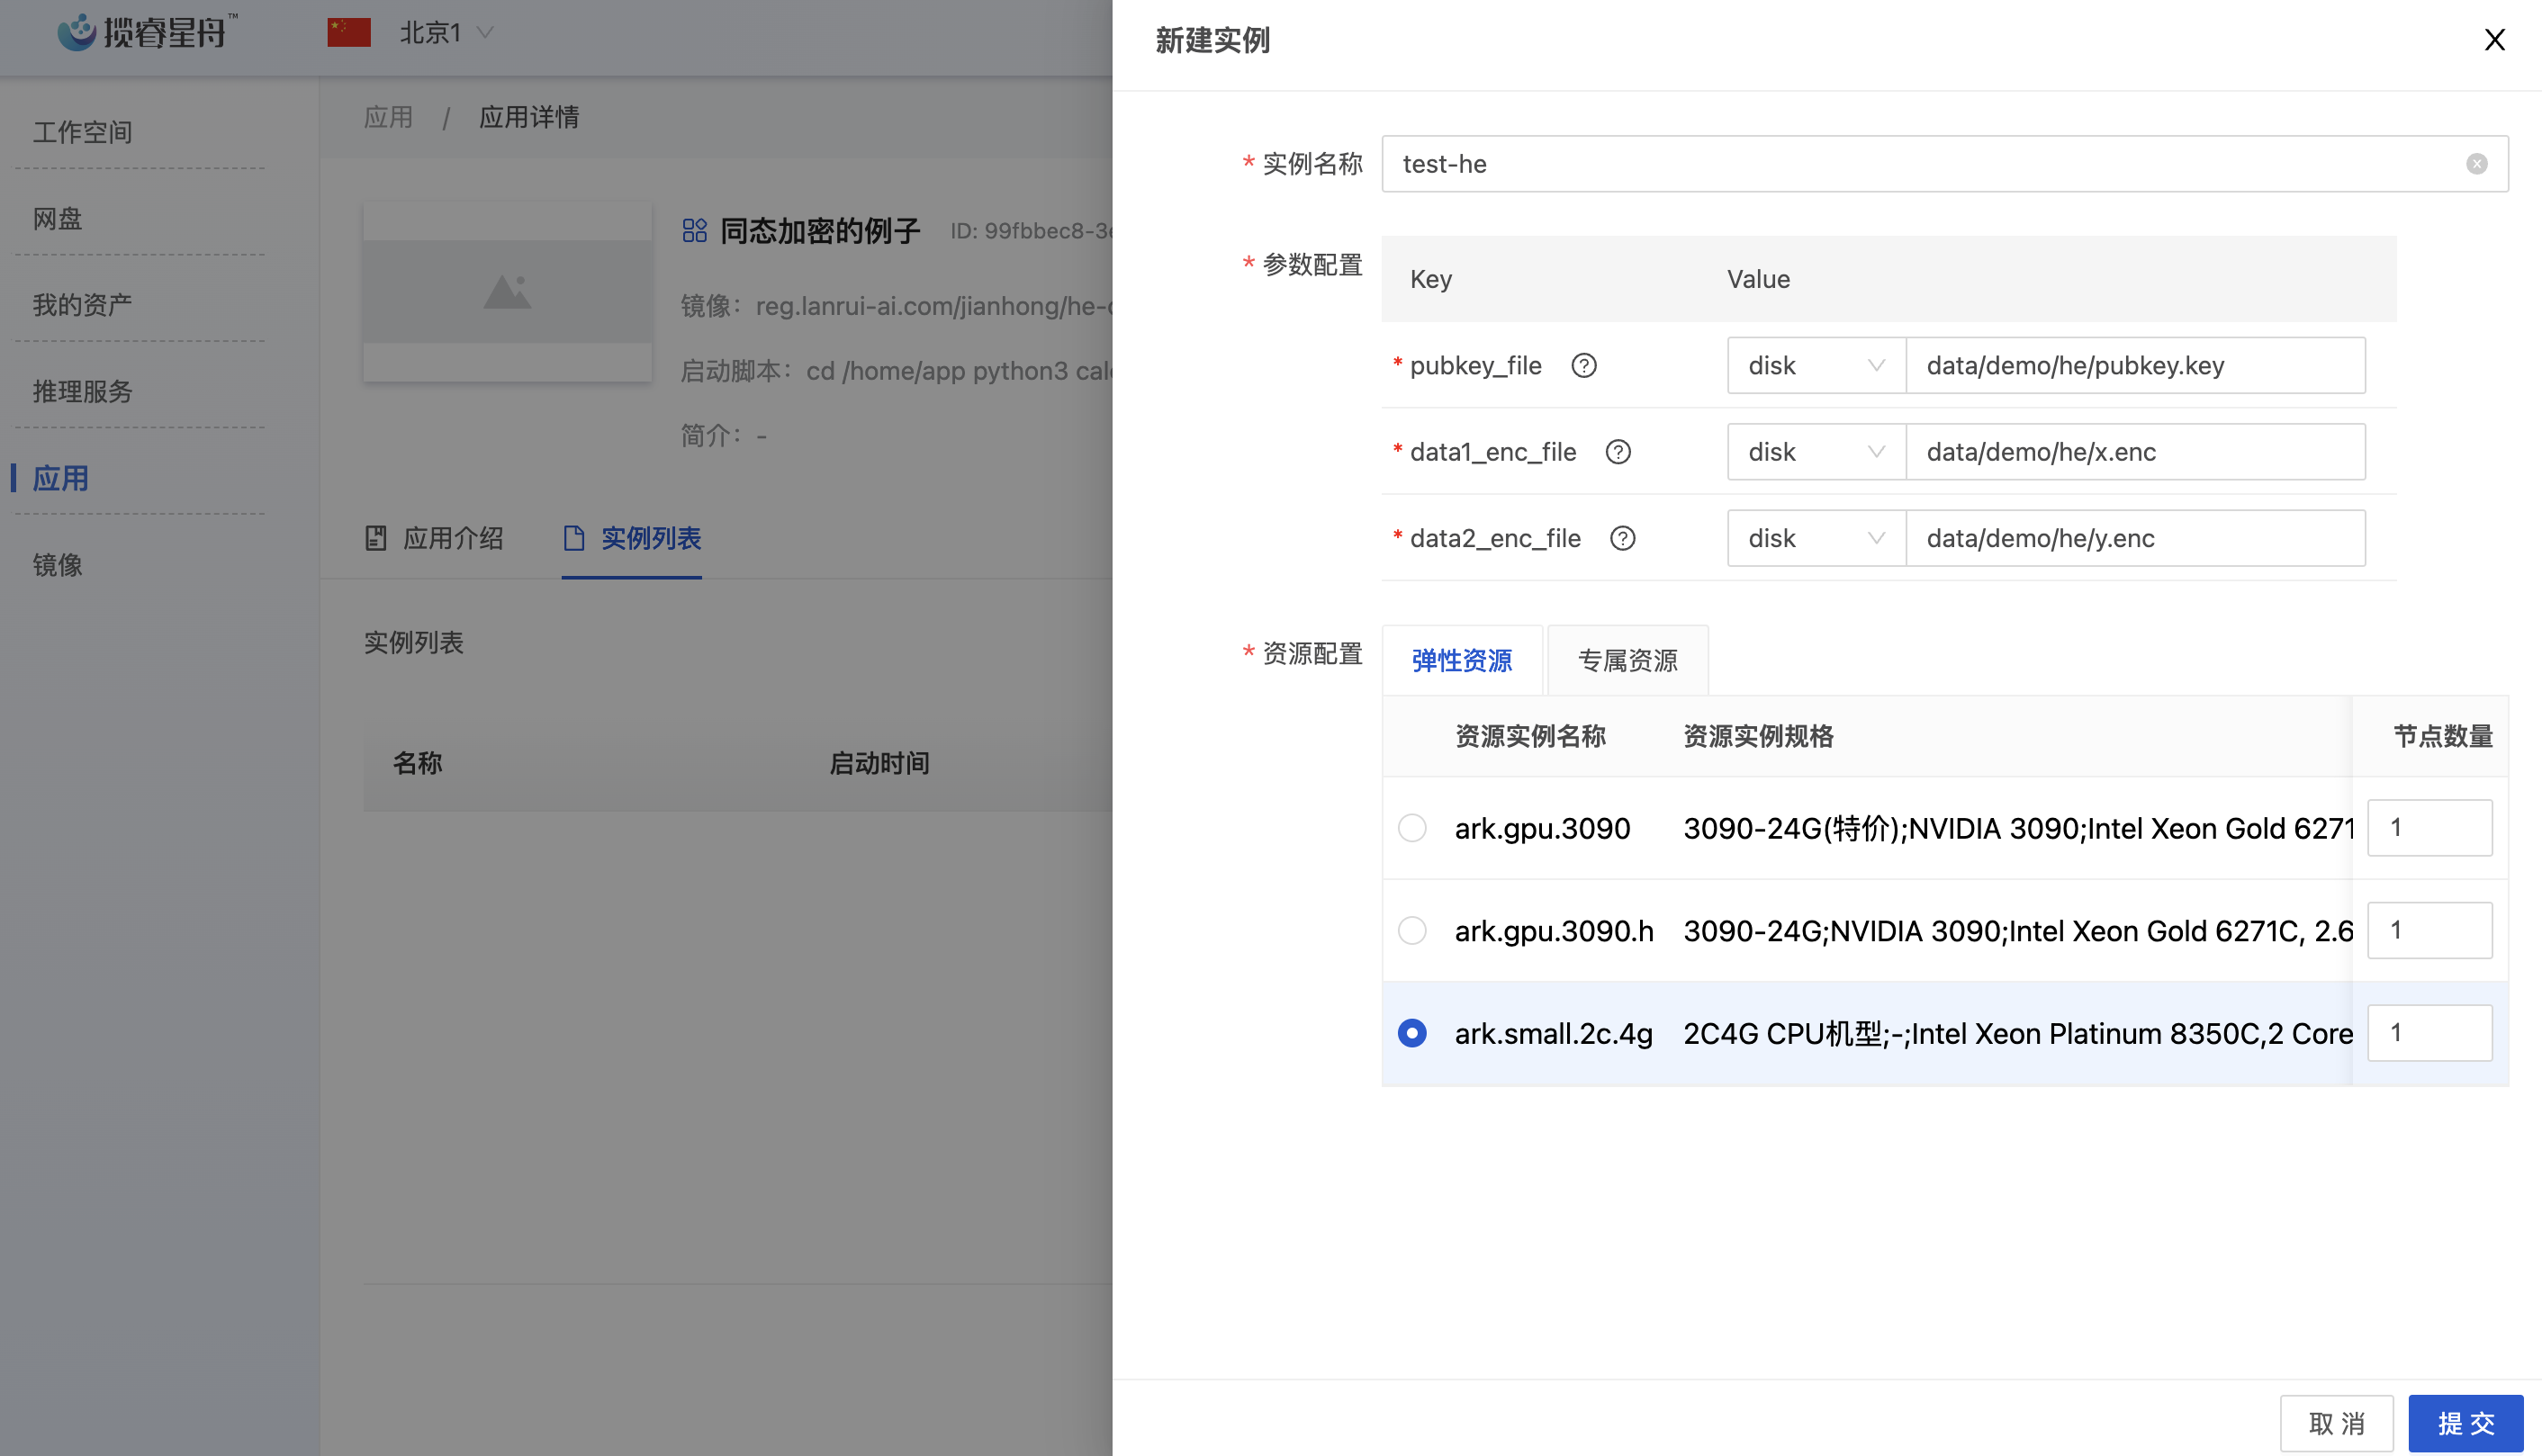 揽睿星舟™
北京1
工作空间
网盘
我的资产
推理服务
应用
镜像
应用 / 应用详情
同态加密的例子 ID: 99fbbec8-3
镜像： reg.lanrui-ai.com/jianhong/he-
启动脚本： cd /home/app python3
简介： -
应用介绍 实例列表
实例列表
名称 启动时间
新建实例
* 实例名称 test-he
* 参数配置 Key Value
* pubkey_file disk data/demo/he/pubkey.key
* data1_enc_file disk data/demo/he/x.enc
* data2_enc_file disk data/demo/he/y.enc
* 资源配置 弹性资源 专属资源
资源实例名称 资源实例规格 节点数量
ark.gpu.3090 3090-24G(特价);NVIDIA 3090;Intel Xeon Gold 6271 1
ark.gpu.3090.h 3090-24G;NVIDIA 3090;Intel Xeon Gold 6271C, 2.6 1
ark.small.2c.4g 2C4G CPU机型;-;Intel Xeon Platinum 8350C,2 Core 1
取 消 提 交